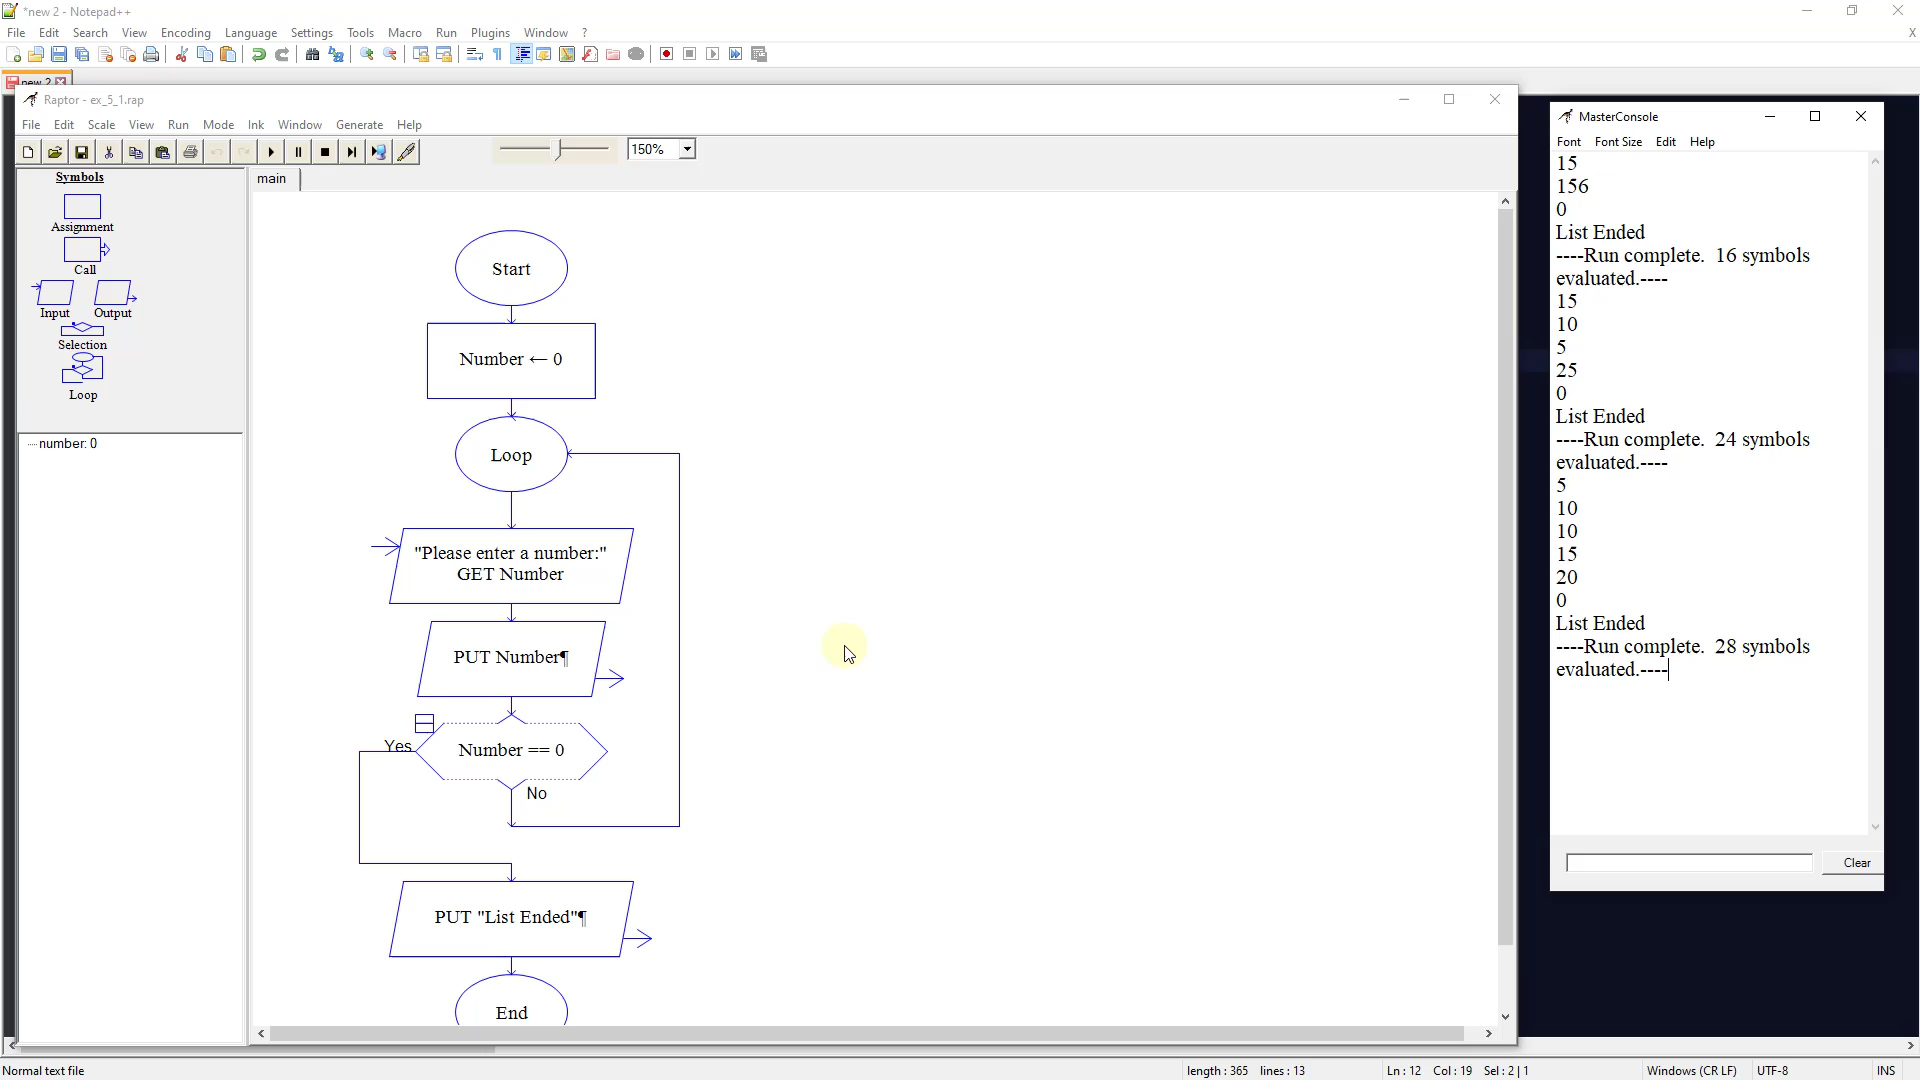 *new 2 - Notepad++
File Edit Search View Encoding Language Settings Tools Macro Run Plugins Window ?
X
new 2
Raptor - ex_5_1.rap
File Edit Scale View Run Mode Ink Window Generate Help
150%
Symbols
Assignment
Call
Input Output
Selection
Loop
number: 0
main
Start
Number ← 0
Loop
"Please enter a number:"
GET Number
PUT Number¶
Yes
Number == 0
No
PUT "List Ended"¶
End
MasterConsole
Font Font Size Edit Help
15
156
0
List Ended
----Run complete. 16 symbols
evaluated.----
15
10
5
25
0
List Ended
----Run complete. 24 symbols
evaluated.----
5
10
10
15
20
0
List Ended
----Run complete. 28 symbols
evaluated.----
Clear
Normal text file
length : 365 lines : 13
Ln : 12 Col : 19 Sel : 2 | 1
Windows (CR LF)
UTF-8
INS